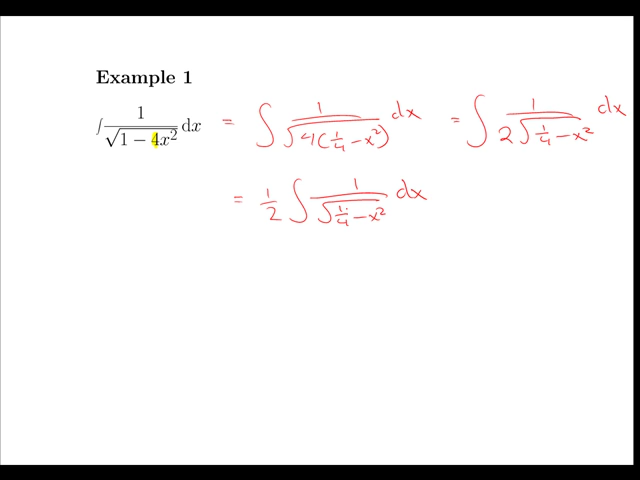 Example 1
∫ 1/√(1 − 4x²) dx = ∫ 1/√(4(1/4 − x²)) dx = ∫ 1/(2√(1/4 − x²)) dx
= 1/2 ∫ 1/√(1/4 − x²) dx